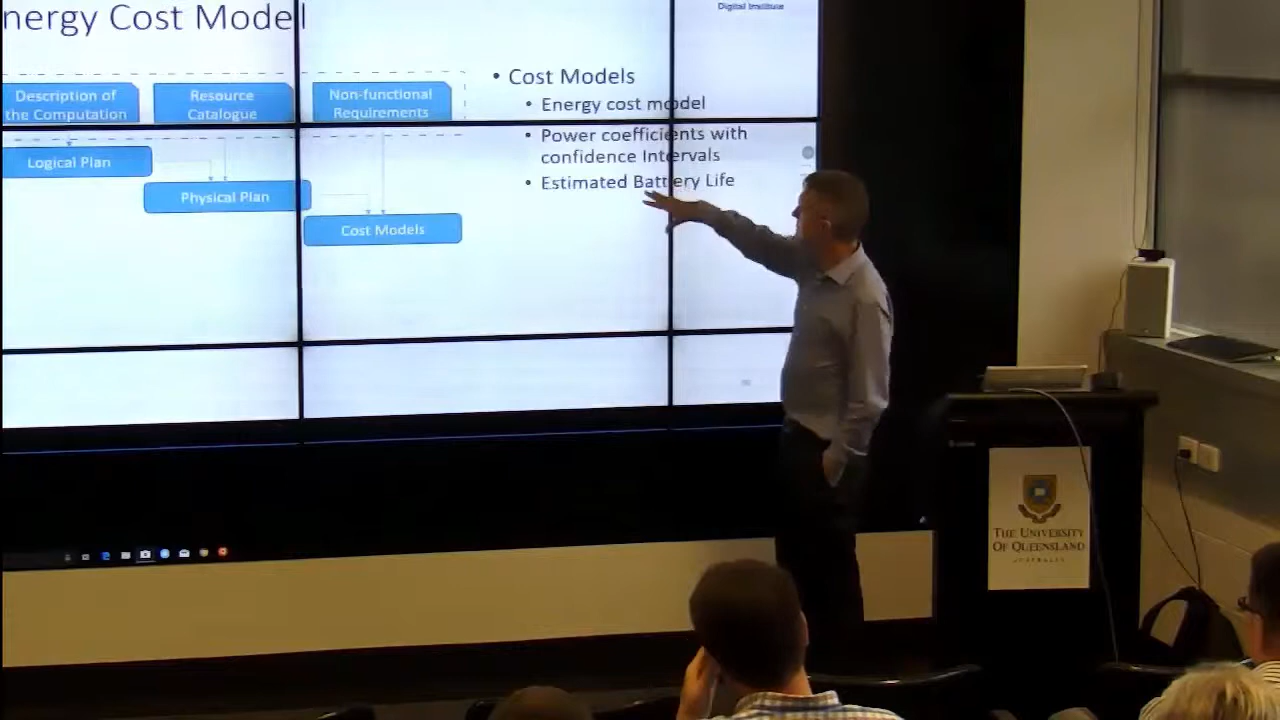 nergy Cost Model
Digital Institute
Description of
the Computation
Resource
Catalogue
Non-functional
Requirements
Logical Plan
Physical Plan
Cost Models
• Cost Models
• Energy cost model
• Power coefficients with
confidence Intervals
• Estimated Battery Life
THE UNIVERSITY
OF QUEENSLAND
AUSTRALIA